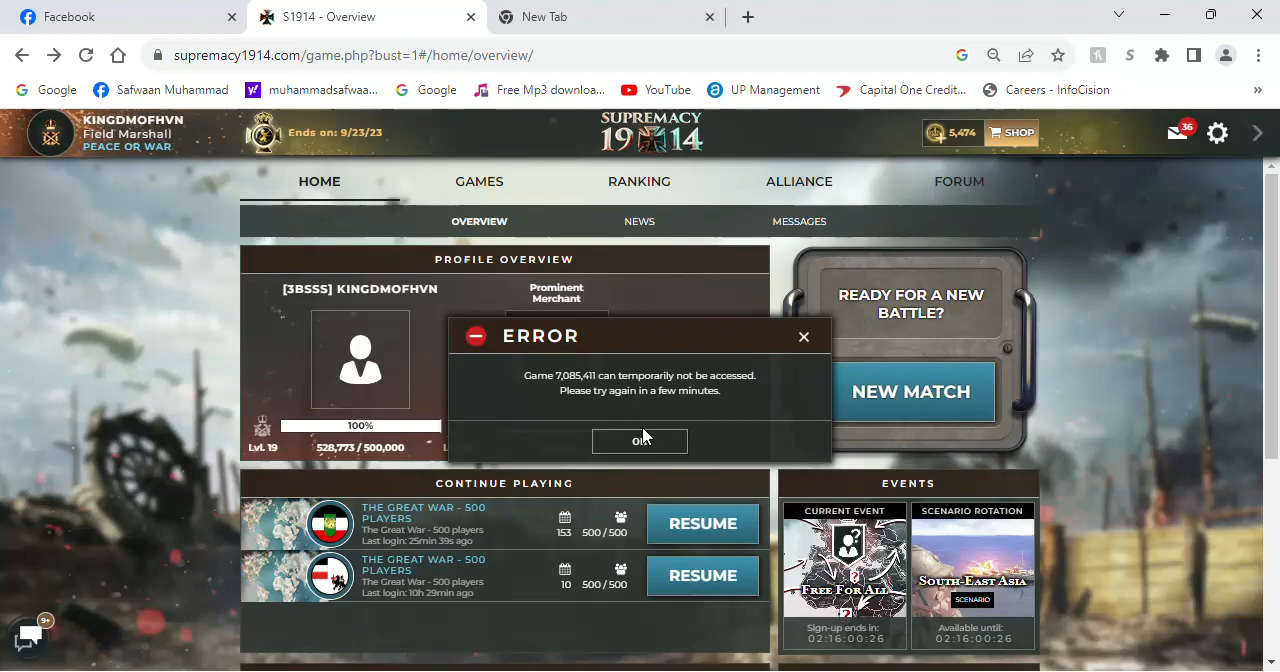 Facebook
S1914 - Overview
New Tab
supremacy1914.com/game.php?bust=1#/home/overview/
Google
Safwaan Muhammad
muhammadsafwaa...
Google
Free Mp3 downloa...
YouTube
UP Management
Capital One Credit...
Careers - InfoCision
KINGDMOFHVN
Field Marshall
PEACE OR WAR
Ends on: 9/23/23
SUPREMACY
1914
5,474
SHOP
36
HOME
GAMES
RANKING
ALLIANCE
FORUM
OVERVIEW
NEWS
MESSAGES
PROFILE OVERVIEW
[3BSSS] KINGDMOFHVN
Prominent
Merchant
100%
Lvl. 19
528,773 / 500,000
READY FOR A NEW
BATTLE?
NEW MATCH
ERROR
Game 7,085,411 can temporarily not be accessed.
Please try again in a few minutes.
CONTINUE PLAYING
THE GREAT WAR - 500
PLAYERS
The Great War - 500 players
Last login: 25min 39s ago
153
500 / 500
RESUME
THE GREAT WAR - 500
PLAYERS
The Great War - 500 players
Last login: 10h 29min ago
10
500 / 500
RESUME
EVENTS
CURRENT EVENT
FREE FOR ALL
Sign-up ends in:
02:16:00:26
SCENARIO ROTATION
SOUTH-EAST ASIA
SCENARIO
Available until:
02:16:00:26
9+